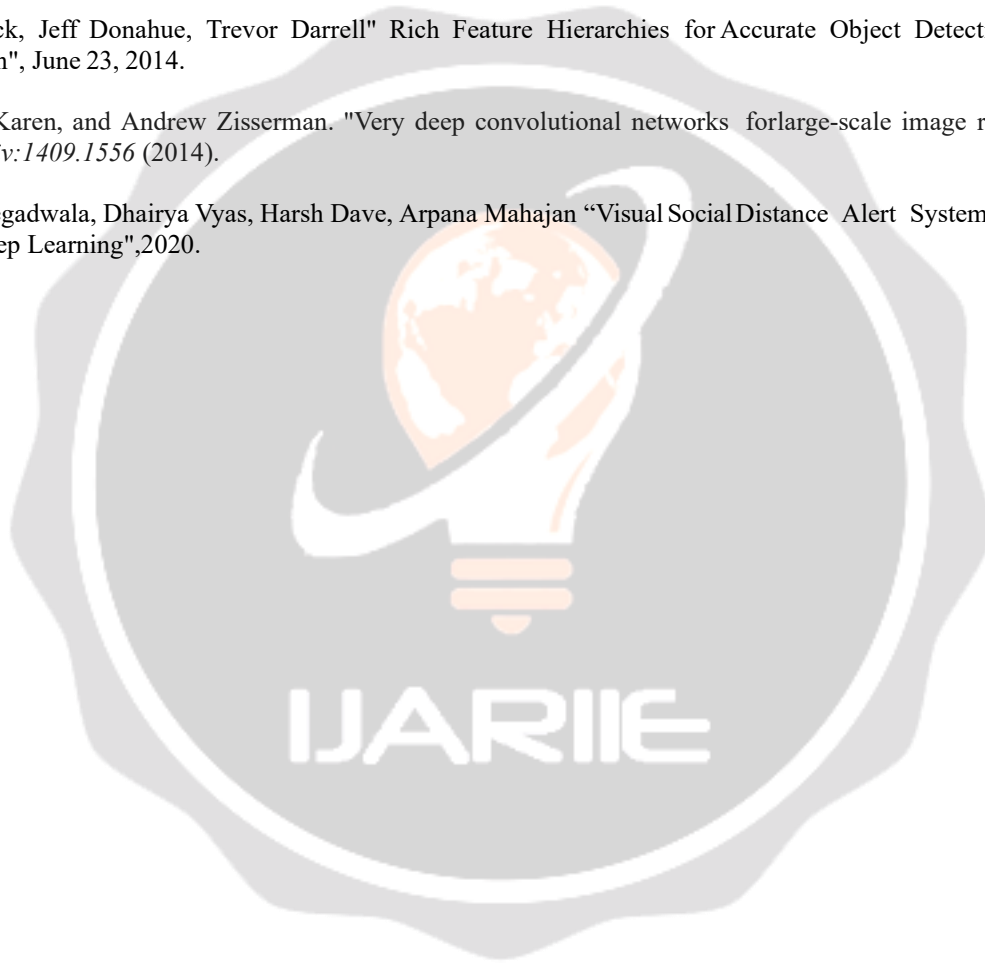 ck, Jeff Donahue, Trevor Darrell" Rich Feature Hierarchies for Accurate Object Detecti
n", June 23, 2014.
Karen, and Andrew Zisserman. "Very deep convolutional networks forlarge-scale image r
v:1409.1556 (2014).
egadwala, Dhairya Vyas, Harsh Dave, Arpana Mahajan “Visual Social Distance Alert System
ep Learning",2020.
IJARIIE